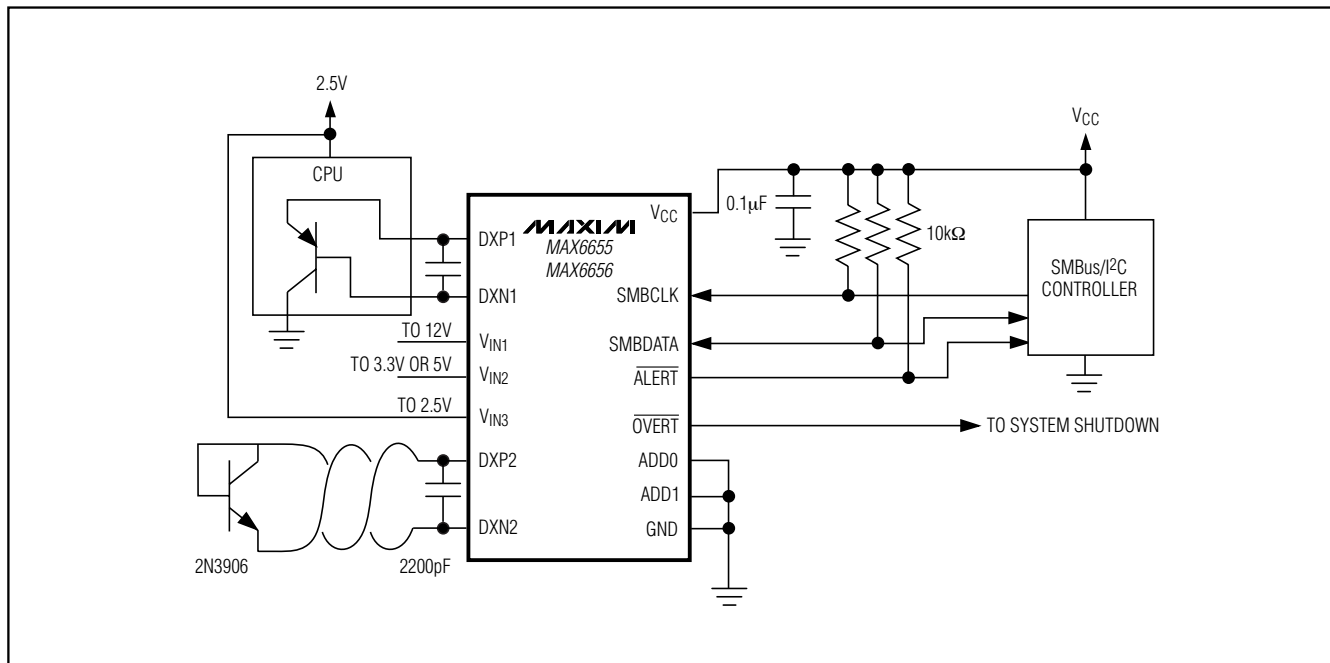 2.5V
CPU
MAXIM
MAX6655
MAX6656
DXP1
DXN1
TO 12V
VIN1
TO 3.3V OR 5V
VIN2
TO 2.5V
VIN3
DXP2
DXN2
2N3906
2200pF
VCC
SMBCLK
SMBDATA
ALERT
OVERT
ADD0
ADD1
GND
0.1µF
10kΩ
VCC
SMBus/I²C
CONTROLLER
TO SYSTEM SHUTDOWN